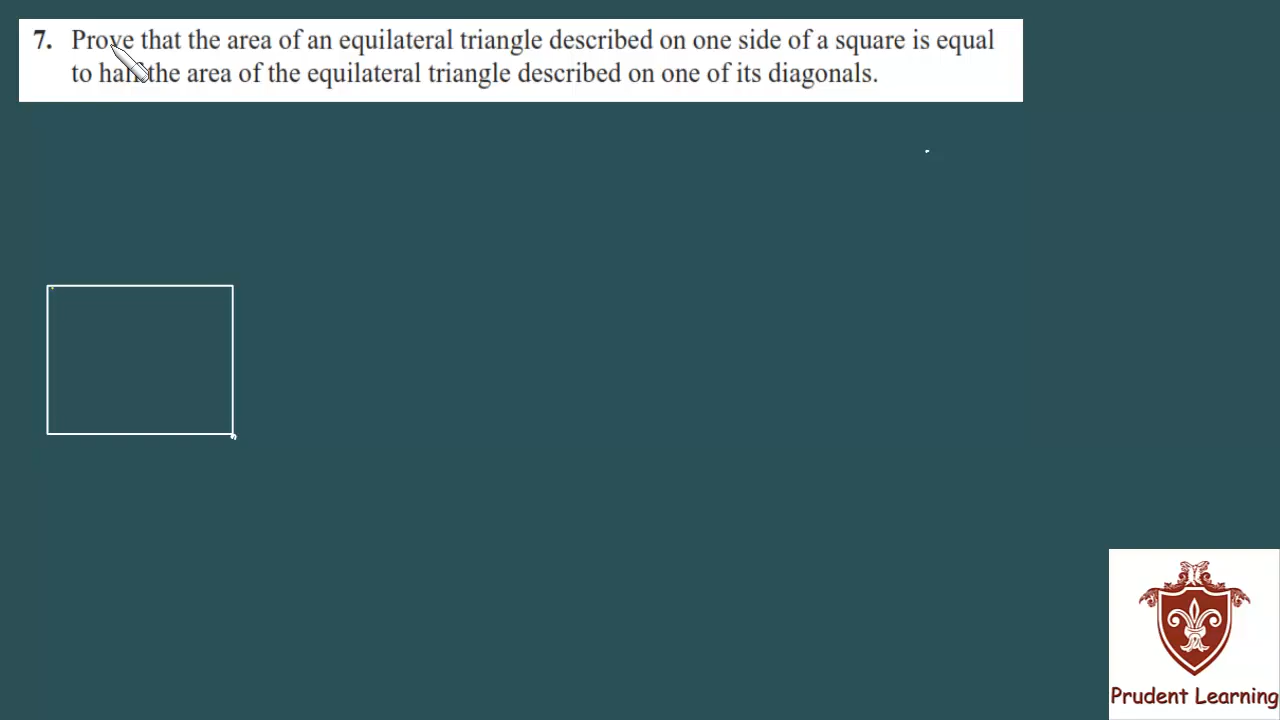 7. Prove that the area of an equilateral triangle described on one side of a square is equal
to half the area of the equilateral triangle described on one of its diagonals.
Prudent Learning